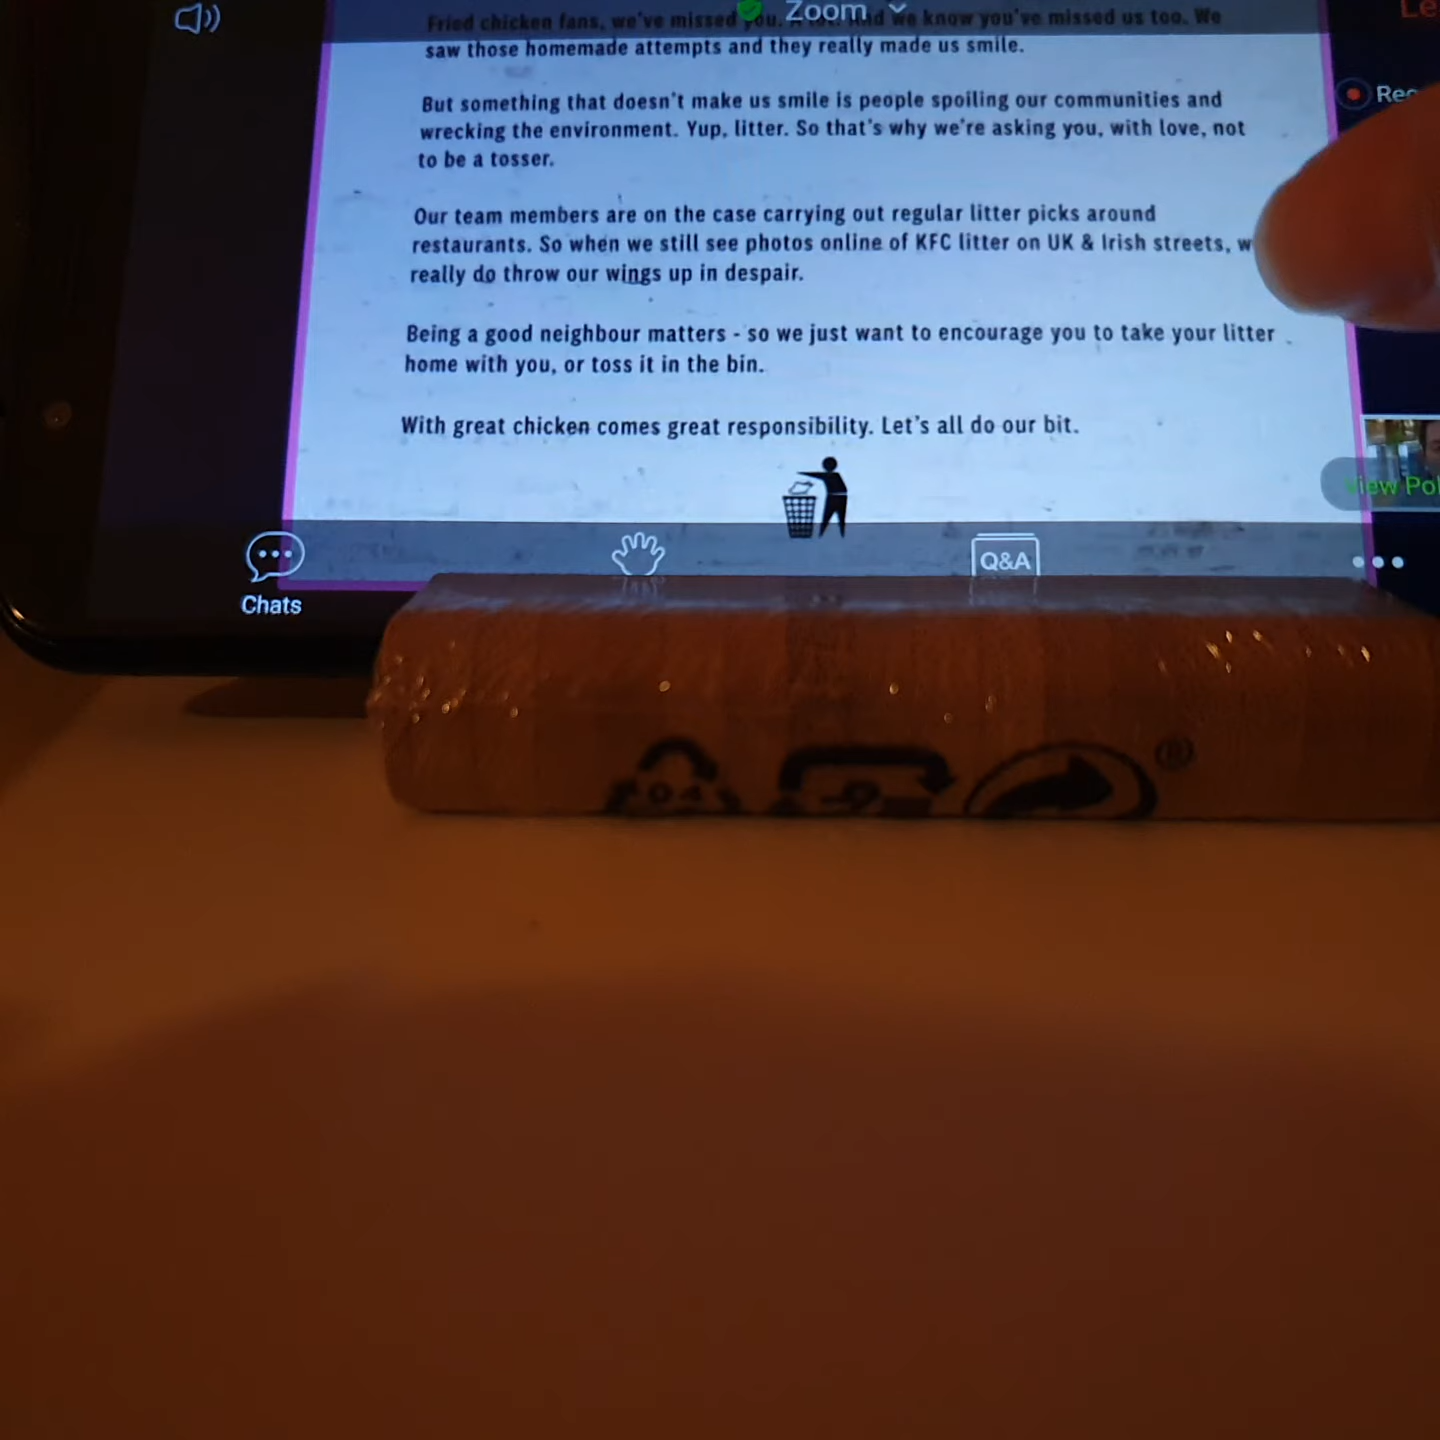 Zoom
Fried chicken fans, we've missed you. and we know you've missed us too. We
saw those homemade attempts and they really made us smile.
But something that doesn't make us smile is people spoiling our communities and
wrecking the environment. Yup, litter. So that's why we're asking you, with love, not
to be a tosser.
Our team members are on the case carrying out regular litter picks around
restaurants. So when we still see photos online of KFC litter on UK & Irish streets, w
really do throw our wings up in despair.
Being a good neighbour matters - so we just want to encourage you to take your litter
home with you, or toss it in the bin.
With great chicken comes great responsibility. Let's all do our bit.
Le
Rec
View Pol
Q&A
Chats
04
®